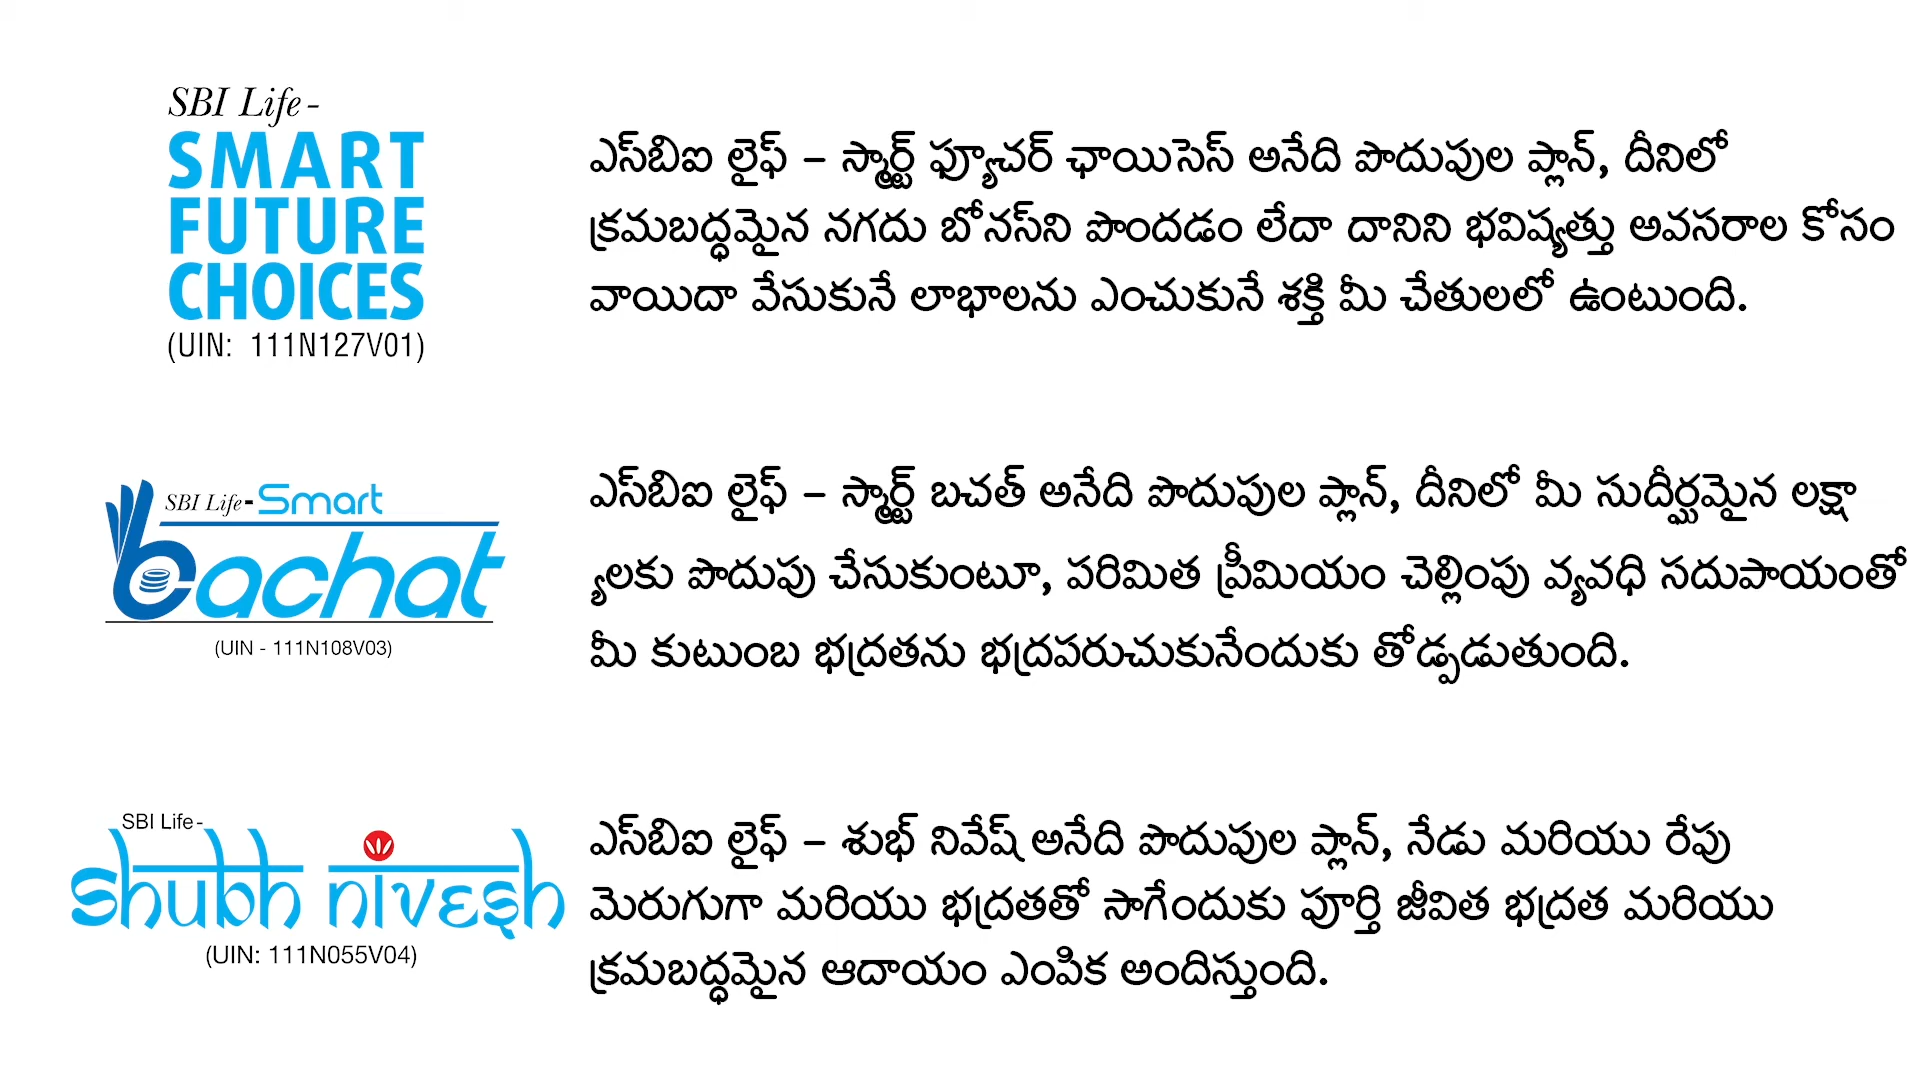 SBI Life -
SMART
FUTURE
CHOICES
(UIN: 111N127V01)
ఎస్‌బిఐ లైఫ్ – స్మార్ట్ ఫ్యూచర్ ఛాయిసెస్ అనేది పొదుపుల ప్లాన్, దీనిలో
క్రమబద్ధమైన నగదు బోనస్‌ని పొందడం లేదా దానిని భవిష్యత్తు అవసరాల కోసం
వాయిదా వేసుకునే లాభాలను ఎంచుకునే శక్తి మీ చేతులలో ఉంటుంది.
SBI Life - Smart
bachat
(UIN - 111N108V03)
ఎస్‌బిఐ లైఫ్ – స్మార్ట్ బచత్ అనేది పొదుపుల ప్లాన్, దీనిలో మీ సుదీర్ఘమైన లక్షా
్యలకు పొదుపు చేసుకుంటూ, పరిమిత ప్రీమియం చెల్లింపు వ్యవధి సదుపాయంతో
మీ కుటుంబ భద్రతను భద్రపరుచుకునేందుకు తోడ్పడుతుంది.
SBI Life -
shubh nivesh
(UIN: 111N055V04)
ఎస్‌బిఐ లైఫ్ – శుభ్ నివేష్ అనేది పొదుపుల ప్లాన్, నేడు మరియు రేపు
మెరుగుగా మరియు భద్రతతో సాగేందుకు పూర్తి జీవిత భద్రత మరియు
క్రమబద్ధమైన ఆదాయం ఎంపిక అందిస్తుంది.